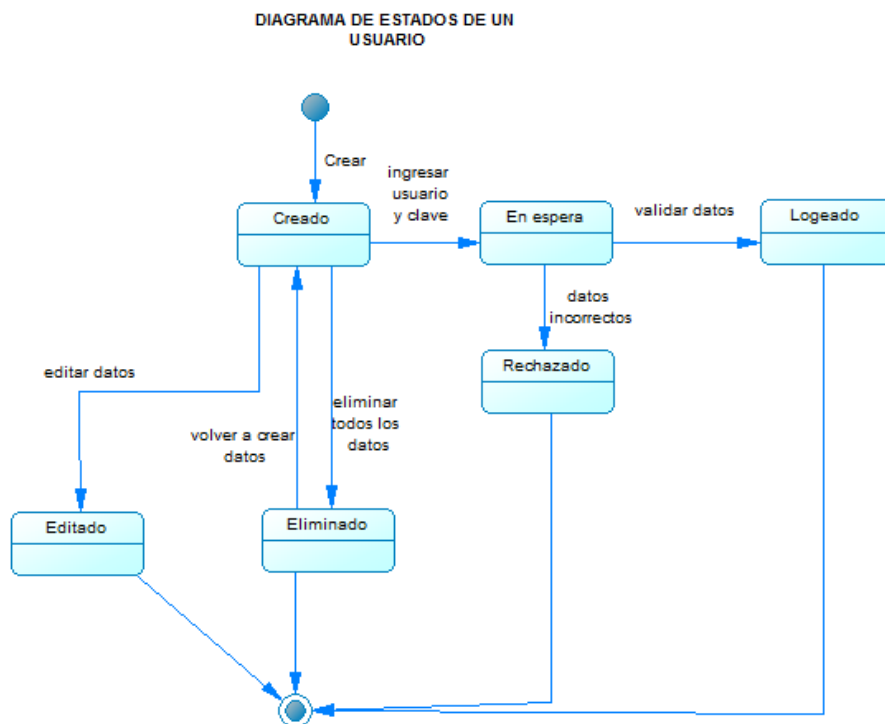 DIAGRAMA DE ESTADOS DE UN
USUARIO
Crear
ingresar
usuario
y clave
Creado
En espera
validar datos
Logeado
datos
incorrectos
Rechazado
editar datos
eliminar
todos los
datos
volver a crear
datos
Editado
Eliminado